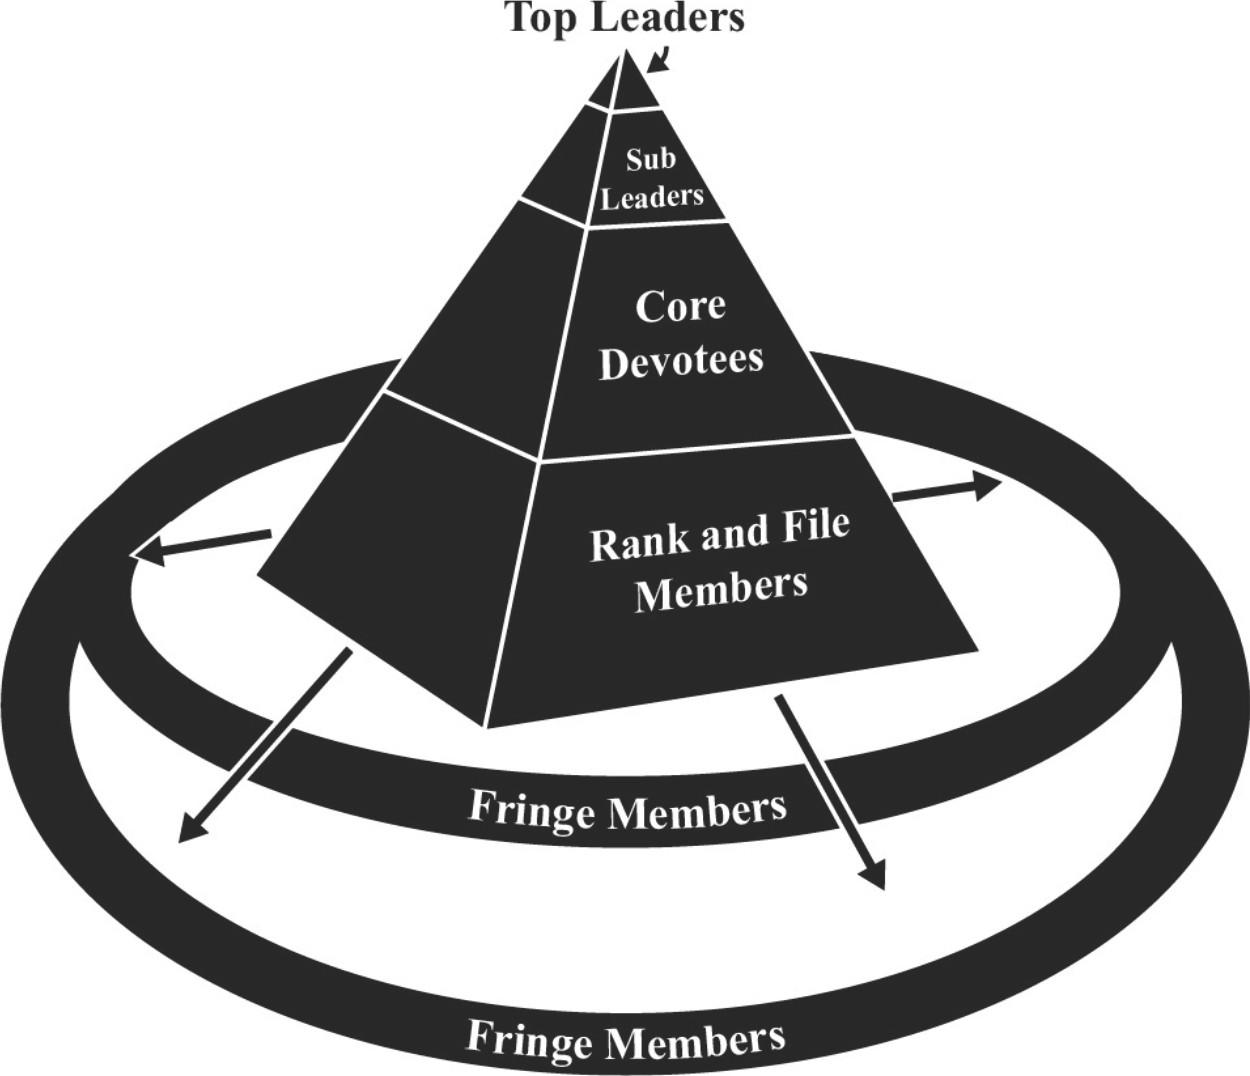 Top Leaders
Sub
Leaders
Core
Devotees
Rank and File
Members
Fringe Members
Fringe Members